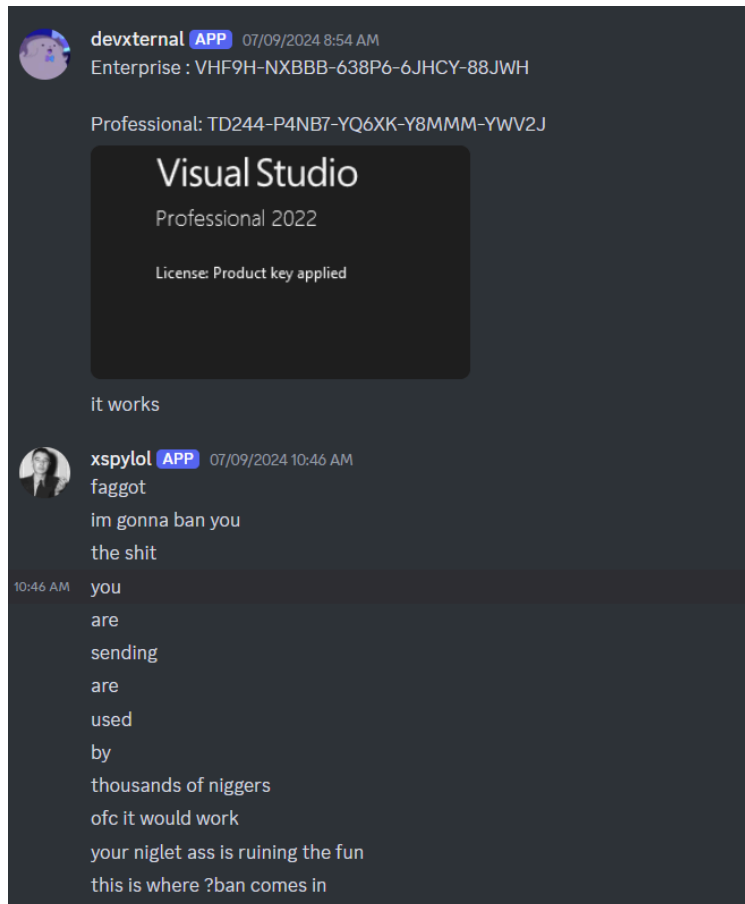 devxternal APP 07/09/2024 8:54 AM
Enterprise : VHF9H-NXBBB-638P6-6JHCY-88JWH
Professional: TD244-P4NB7-YQ6XK-Y8MMM-YWV2J
Visual Studio
Professional 2022
License: Product key applied
it works
xspylol APP 07/09/2024 10:46 AM
faggot
im gonna ban you
the shit
10:46 AM you
are
sending
are
used
by
thousands of niggers
ofc it would work
your niglet ass is ruining the fun
this is where ?ban comes in